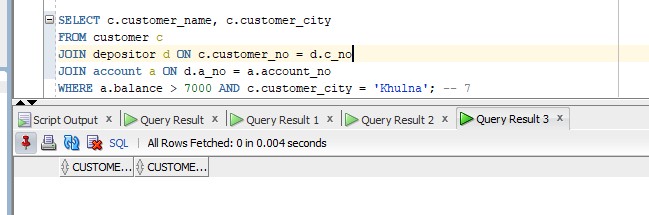 SELECT c.customer_name, c.customer_city
FROM customer c
JOIN depositor d ON c.customer_no = d.c_no
JOIN account a ON d.a_no = a.account_no
WHERE a.balance > 7000 AND c.customer_city = 'Khulna'; -- 7
Script Output x Query Result x Query Result 1 x Query Result 2 x Query Result 3 x
SQL | All Rows Fetched: 0 in 0.004 seconds
CUSTOME... CUSTOME...